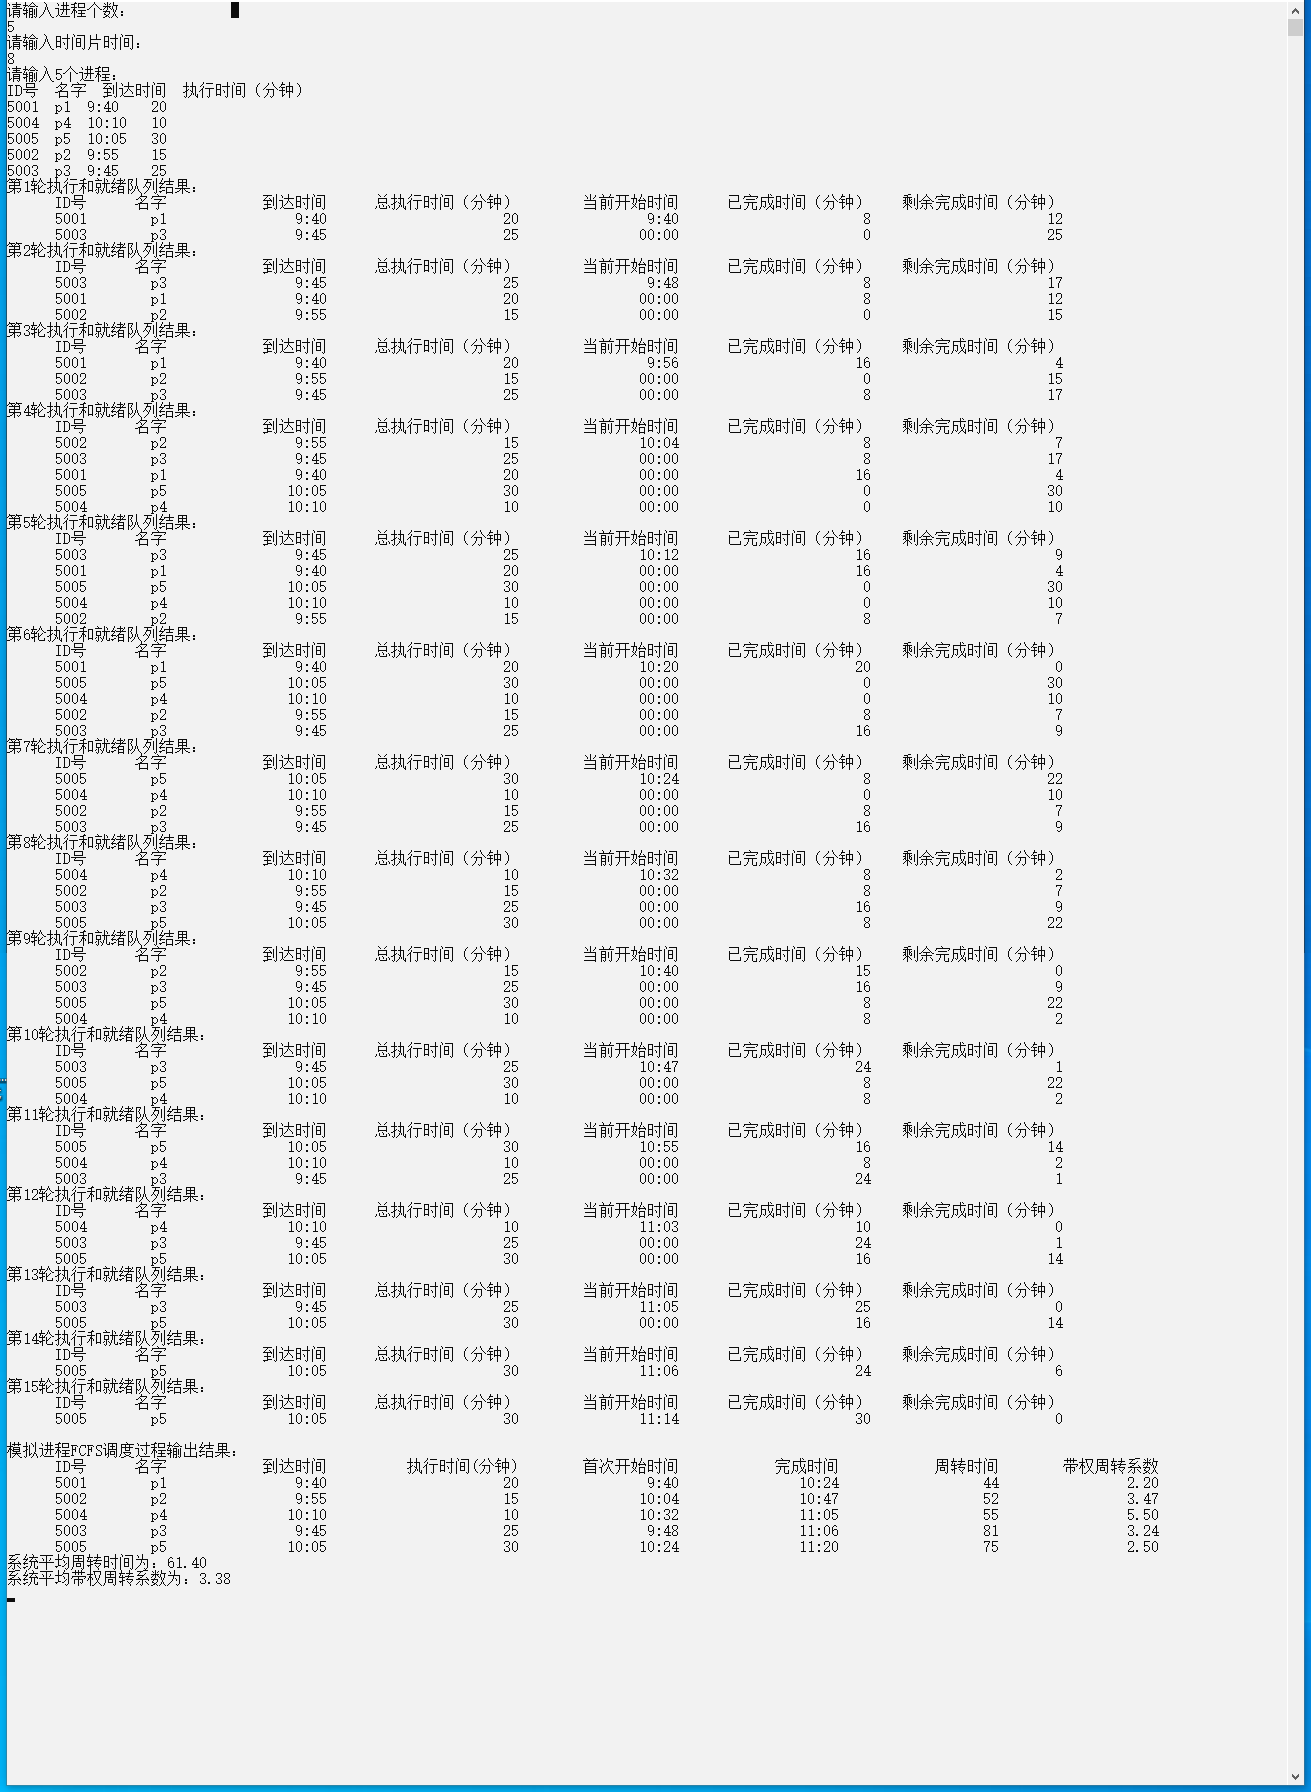 请输入进程个数:
5
请输入时间片时间:
8
请输入5个进程:
ID号 名字 到达时间 执行时间（分钟）
5001 p1 9:40 20
5004 p4 10:10 10
5005 p5 10:05 30
5002 p2 9:55 15
5003 p3 9:45 25
第1轮执行和就绪队列结果:
ID号 名字 到达时间 总执行时间（分钟） 当前开始时间 已完成时间（分钟） 剩余完成时间（分钟）
5001 p1 9:40 20 9:40 8 12
5003 p3 9:45 25 00:00 0 25
第2轮执行和就绪队列结果:
ID号 名字 到达时间 总执行时间（分钟） 当前开始时间 已完成时间（分钟） 剩余完成时间（分钟）
5003 p3 9:45 25 9:48 8 17
5001 p1 9:40 20 00:00 8 12
5002 p2 9:55 15 00:00 0 15
第3轮执行和就绪队列结果:
ID号 名字 到达时间 总执行时间（分钟） 当前开始时间 已完成时间（分钟） 剩余完成时间（分钟）
5001 p1 9:40 20 9:56 16 4
5002 p2 9:55 15 00:00 0 15
5003 p3 9:45 25 00:00 8 17
第4轮执行和就绪队列结果:
ID号 名字 到达时间 总执行时间（分钟） 当前开始时间 已完成时间（分钟） 剩余完成时间（分钟）
5002 p2 9:55 15 10:04 8 7
5003 p3 9:45 25 00:00 8 17
5001 p1 9:40 20 00:00 16 4
5005 p5 10:05 30 00:00 0 30
5004 p4 10:10 10 00:00 0 10
第5轮执行和就绪队列结果:
ID号 名字 到达时间 总执行时间（分钟） 当前开始时间 已完成时间（分钟） 剩余完成时间（分钟）
5003 p3 9:45 25 10:12 16 9
5001 p1 9:40 20 00:00 16 4
5005 p5 10:05 30 00:00 0 30
5004 p4 10:10 10 00:00 0 10
5002 p2 9:55 15 00:00 8 7
第6轮执行和就绪队列结果:
ID号 名字 到达时间 总执行时间（分钟） 当前开始时间 已完成时间（分钟） 剩余完成时间（分钟）
5001 p1 9:40 20 10:20 20 0
5005 p5 10:05 30 00:00 0 30
5004 p4 10:10 10 00:00 0 10
5002 p2 9:55 15 00:00 8 7
5003 p3 9:45 25 00:00 16 9
第7轮执行和就绪队列结果:
ID号 名字 到达时间 总执行时间（分钟） 当前开始时间 已完成时间（分钟） 剩余完成时间（分钟）
5005 p5 10:05 30 10:24 8 22
5004 p4 10:10 10 00:00 0 10
5002 p2 9:55 15 00:00 8 7
5003 p3 9:45 25 00:00 16 9
第8轮执行和就绪队列结果:
ID号 名字 到达时间 总执行时间（分钟） 当前开始时间 已完成时间（分钟） 剩余完成时间（分钟）
5004 p4 10:10 10 10:32 8 2
5002 p2 9:55 15 00:00 8 7
5003 p3 9:45 25 00:00 16 9
5005 p5 10:05 30 00:00 8 22
第9轮执行和就绪队列结果:
ID号 名字 到达时间 总执行时间（分钟） 当前开始时间 已完成时间（分钟） 剩余完成时间（分钟）
5002 p2 9:55 15 10:40 15 0
5003 p3 9:45 25 00:00 16 9
5005 p5 10:05 30 00:00 8 22
5004 p4 10:10 10 00:00 8 2
第10轮执行和就绪队列结果:
ID号 名字 到达时间 总执行时间（分钟） 当前开始时间 已完成时间（分钟） 剩余完成时间（分钟）
5003 p3 9:45 25 10:47 24 1
5005 p5 10:05 30 00:00 8 22
5004 p4 10:10 10 00:00 8 2
第11轮执行和就绪队列结果:
ID号 名字 到达时间 总执行时间（分钟） 当前开始时间 已完成时间（分钟） 剩余完成时间（分钟）
5005 p5 10:05 30 10:55 16 14
5004 p4 10:10 10 00:00 8 2
5003 p3 9:45 25 00:00 24 1
第12轮执行和就绪队列结果:
ID号 名字 到达时间 总执行时间（分钟） 当前开始时间 已完成时间（分钟） 剩余完成时间（分钟）
5004 p4 10:10 10 11:03 10 0
5003 p3 9:45 25 00:00 24 1
5005 p5 10:05 30 00:00 16 14
第13轮执行和就绪队列结果:
ID号 名字 到达时间 总执行时间（分钟） 当前开始时间 已完成时间（分钟） 剩余完成时间（分钟）
5003 p3 9:45 25 11:05 25 0
5005 p5 10:05 30 00:00 16 14
第14轮执行和就绪队列结果:
ID号 名字 到达时间 总执行时间（分钟） 当前开始时间 已完成时间（分钟） 剩余完成时间（分钟）
5005 p5 10:05 30 11:06 24 6
第15轮执行和就绪队列结果:
ID号 名字 到达时间 总执行时间（分钟） 当前开始时间 已完成时间（分钟） 剩余完成时间（分钟）
5005 p5 10:05 30 11:14 30 0
模拟进程FCFS调度过程输出结果:
ID号 名字 到达时间 执行时间(分钟) 首次开始时间 完成时间 周转时间 带权周转系数
5001 p1 9:40 20 9:40 10:24 44 2.20
5002 p2 9:55 15 10:04 10:47 52 3.47
5004 p4 10:10 10 10:32 11:05 55 5.50
5003 p3 9:45 25 9:48 11:06 81 3.24
5005 p5 10:05 30 10:24 11:20 75 2.50
系统平均周转时间为: 61.40
系统平均带权周转系数为: 3.38